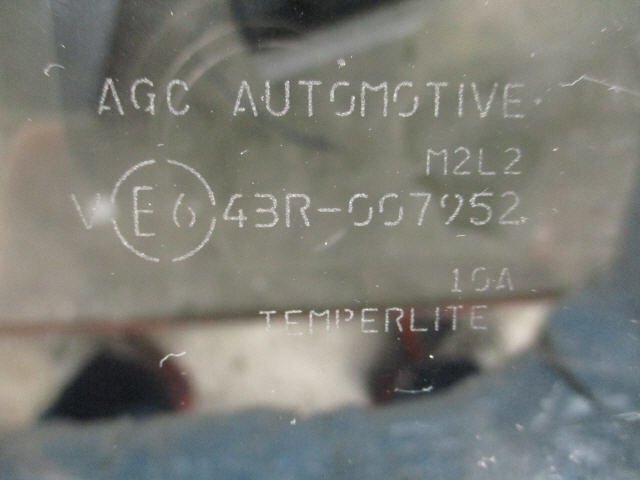 AGC AUTOMOTIVE
M2L2
V E6 43R-007952
10A
TEMPERLITE